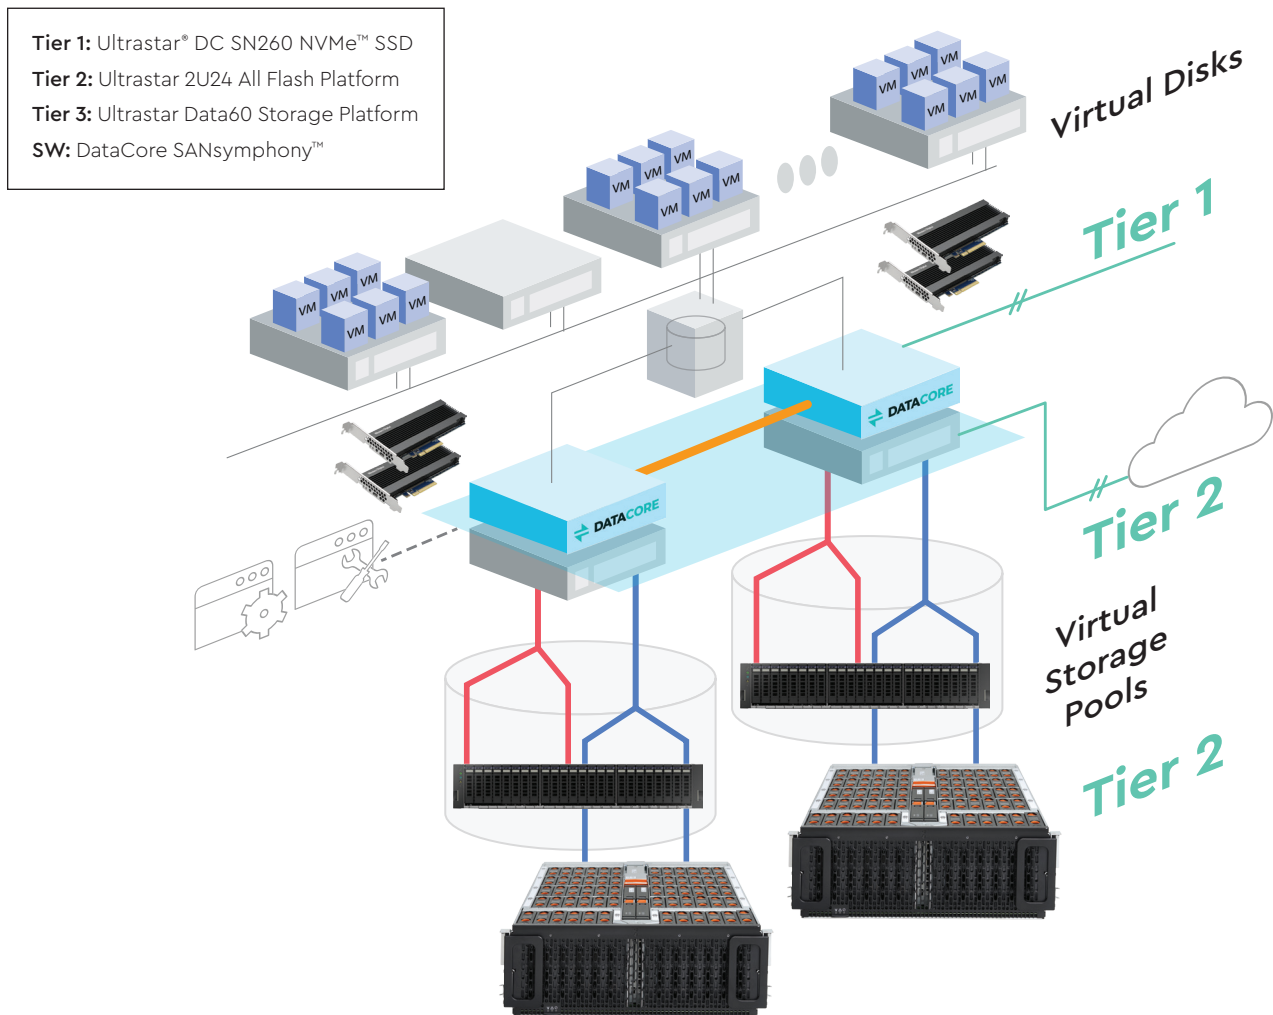 Tier 1: Ultrastar® DC SN260 NVMe™ SSD
Tier 2: Ultrastar 2U24 All Flash Platform
Tier 3: Ultrastar Data60 Storage Platform
SW: DataCore SANsymphony™
VM
VM
VM
VM
VM
VM
Virtual Disks
VM
VM
VM
VM
VM
VM
Tier 1
VM
VM
VM
VM
VM
VM
DATACORE
DATACORE
Tier 2
Virtual
Storage
Pools
Tier 2